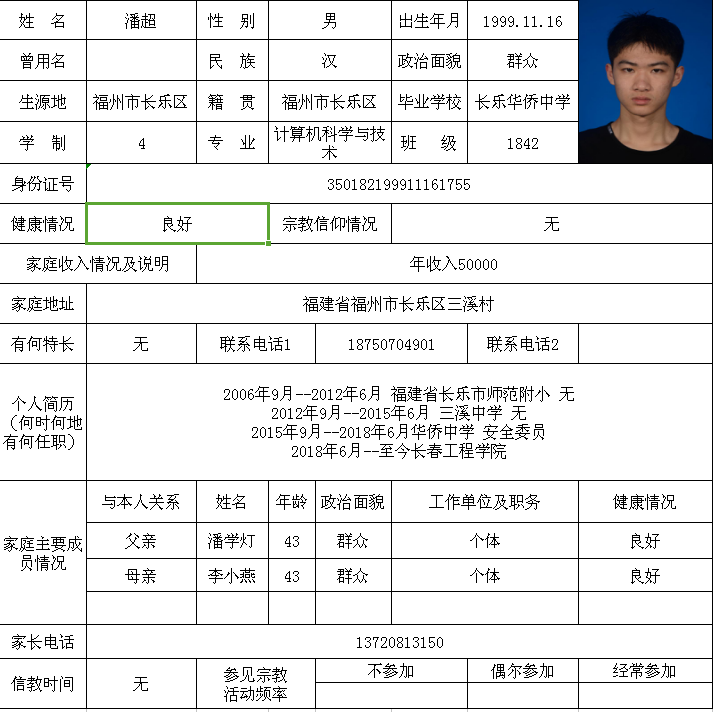 姓 名 潘超 性 别 男 出生年月 1999.11.16
曾用名 民 族 汉 政治面貌 群众
生源地 福州市长乐区 籍 贯 福州市长乐区 毕业学校 长乐华侨中学
学 制 4 专 业 计算机科学与技术 班 级 1842
身份证号 350182199911161755
健康情况 良好 宗教信仰情况 无
家庭收入情况及说明 年收入50000
家庭地址 福建省福州市长乐区三溪村
有何特长 无 联系电话1 18750704901 联系电话2
个人简历
（何时何地
有何任职）
2006年9月--2012年6月 福建省长乐市师范附小 无
2012年9月--2015年6月 三溪中学 无
2015年9月--2018年6月华侨中学 安全委员
2018年6月--至今长春工程学院
家庭主要成
员情况
与本人关系 姓名 年龄 政治面貌 工作单位及职务 健康情况
父亲 潘学灯 43 群众 个体 良好
母亲 李小燕 43 群众 个体 良好
家长电话 13720813150
信教时间 无 参见宗教
活动频率
不参加 偶尔参加 经常参加